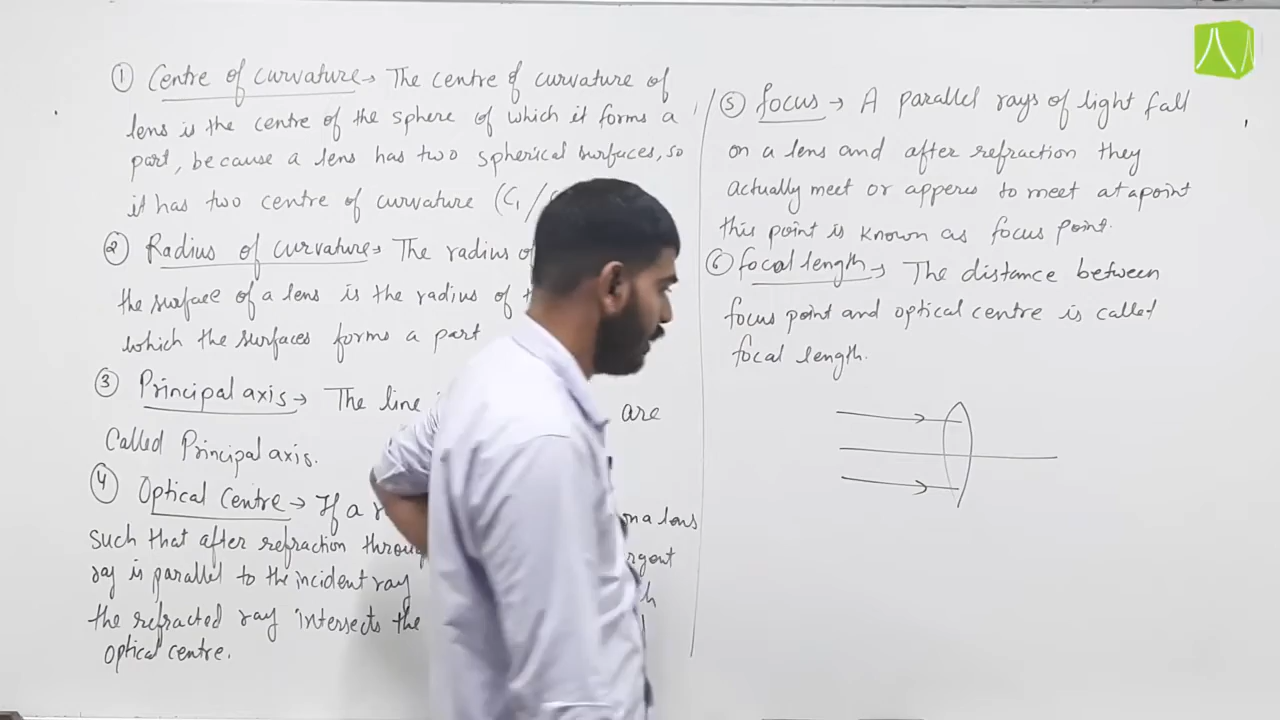 ① Centre of curvature → The centre of curvature of
lens is the centre of the sphere of which it forms a
part, because a lens has two spherical surfaces, so
it has two centre of curvature (C₁/
② Radius of curvature → The radius of
the surface of a lens is the radius of
which the surfaces forms a part
③ Principal axis → The line are
Called Principal axis.
④ Optical Centre → If a on a lens
such that after refraction through
ray is parallel to the incident ray
the refracted ray intersects the
optical centre.
⑤ focus → A parallel rays of light fall
on a lens and after refraction they
actually meet or apperes to meet at a point
this point is known as focus point.
⑥ focal length → The distance between
focus point and optical centre is called
focal length.